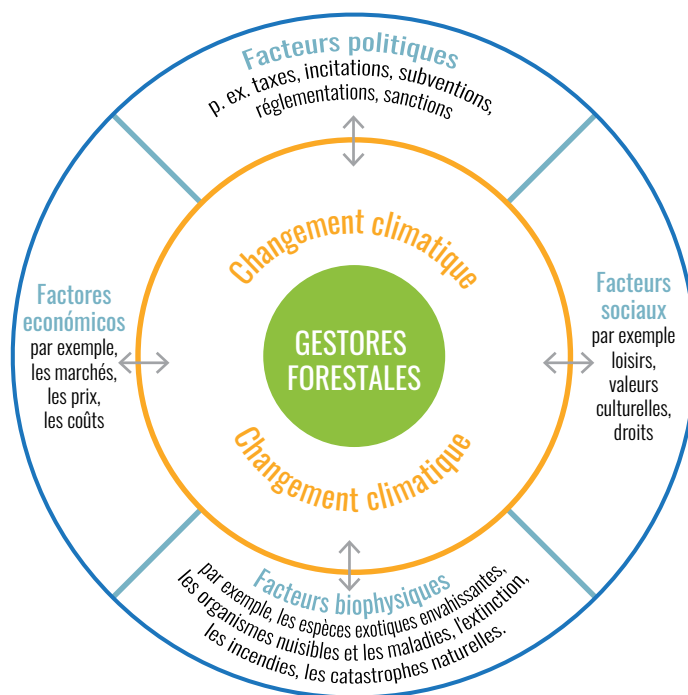 Facteurs politiques
p. ex. taxes, incitations, subventions,
réglementations, sanctions
Changement climatique
Factores
económicos
par exemple,
les marchés,
les prix,
les coûts
GESTORES
FORESTALES
Facteurs
sociaux
par exemple
loisirs,
valeurs
culturelles,
droits
Changement climatique
Facteurs biophysiques
par exemple, les espèces exotiques envahissantes,
les organismes nuisibles et les maladies, l'extinction,
les incendies, les catastrophes naturelles.